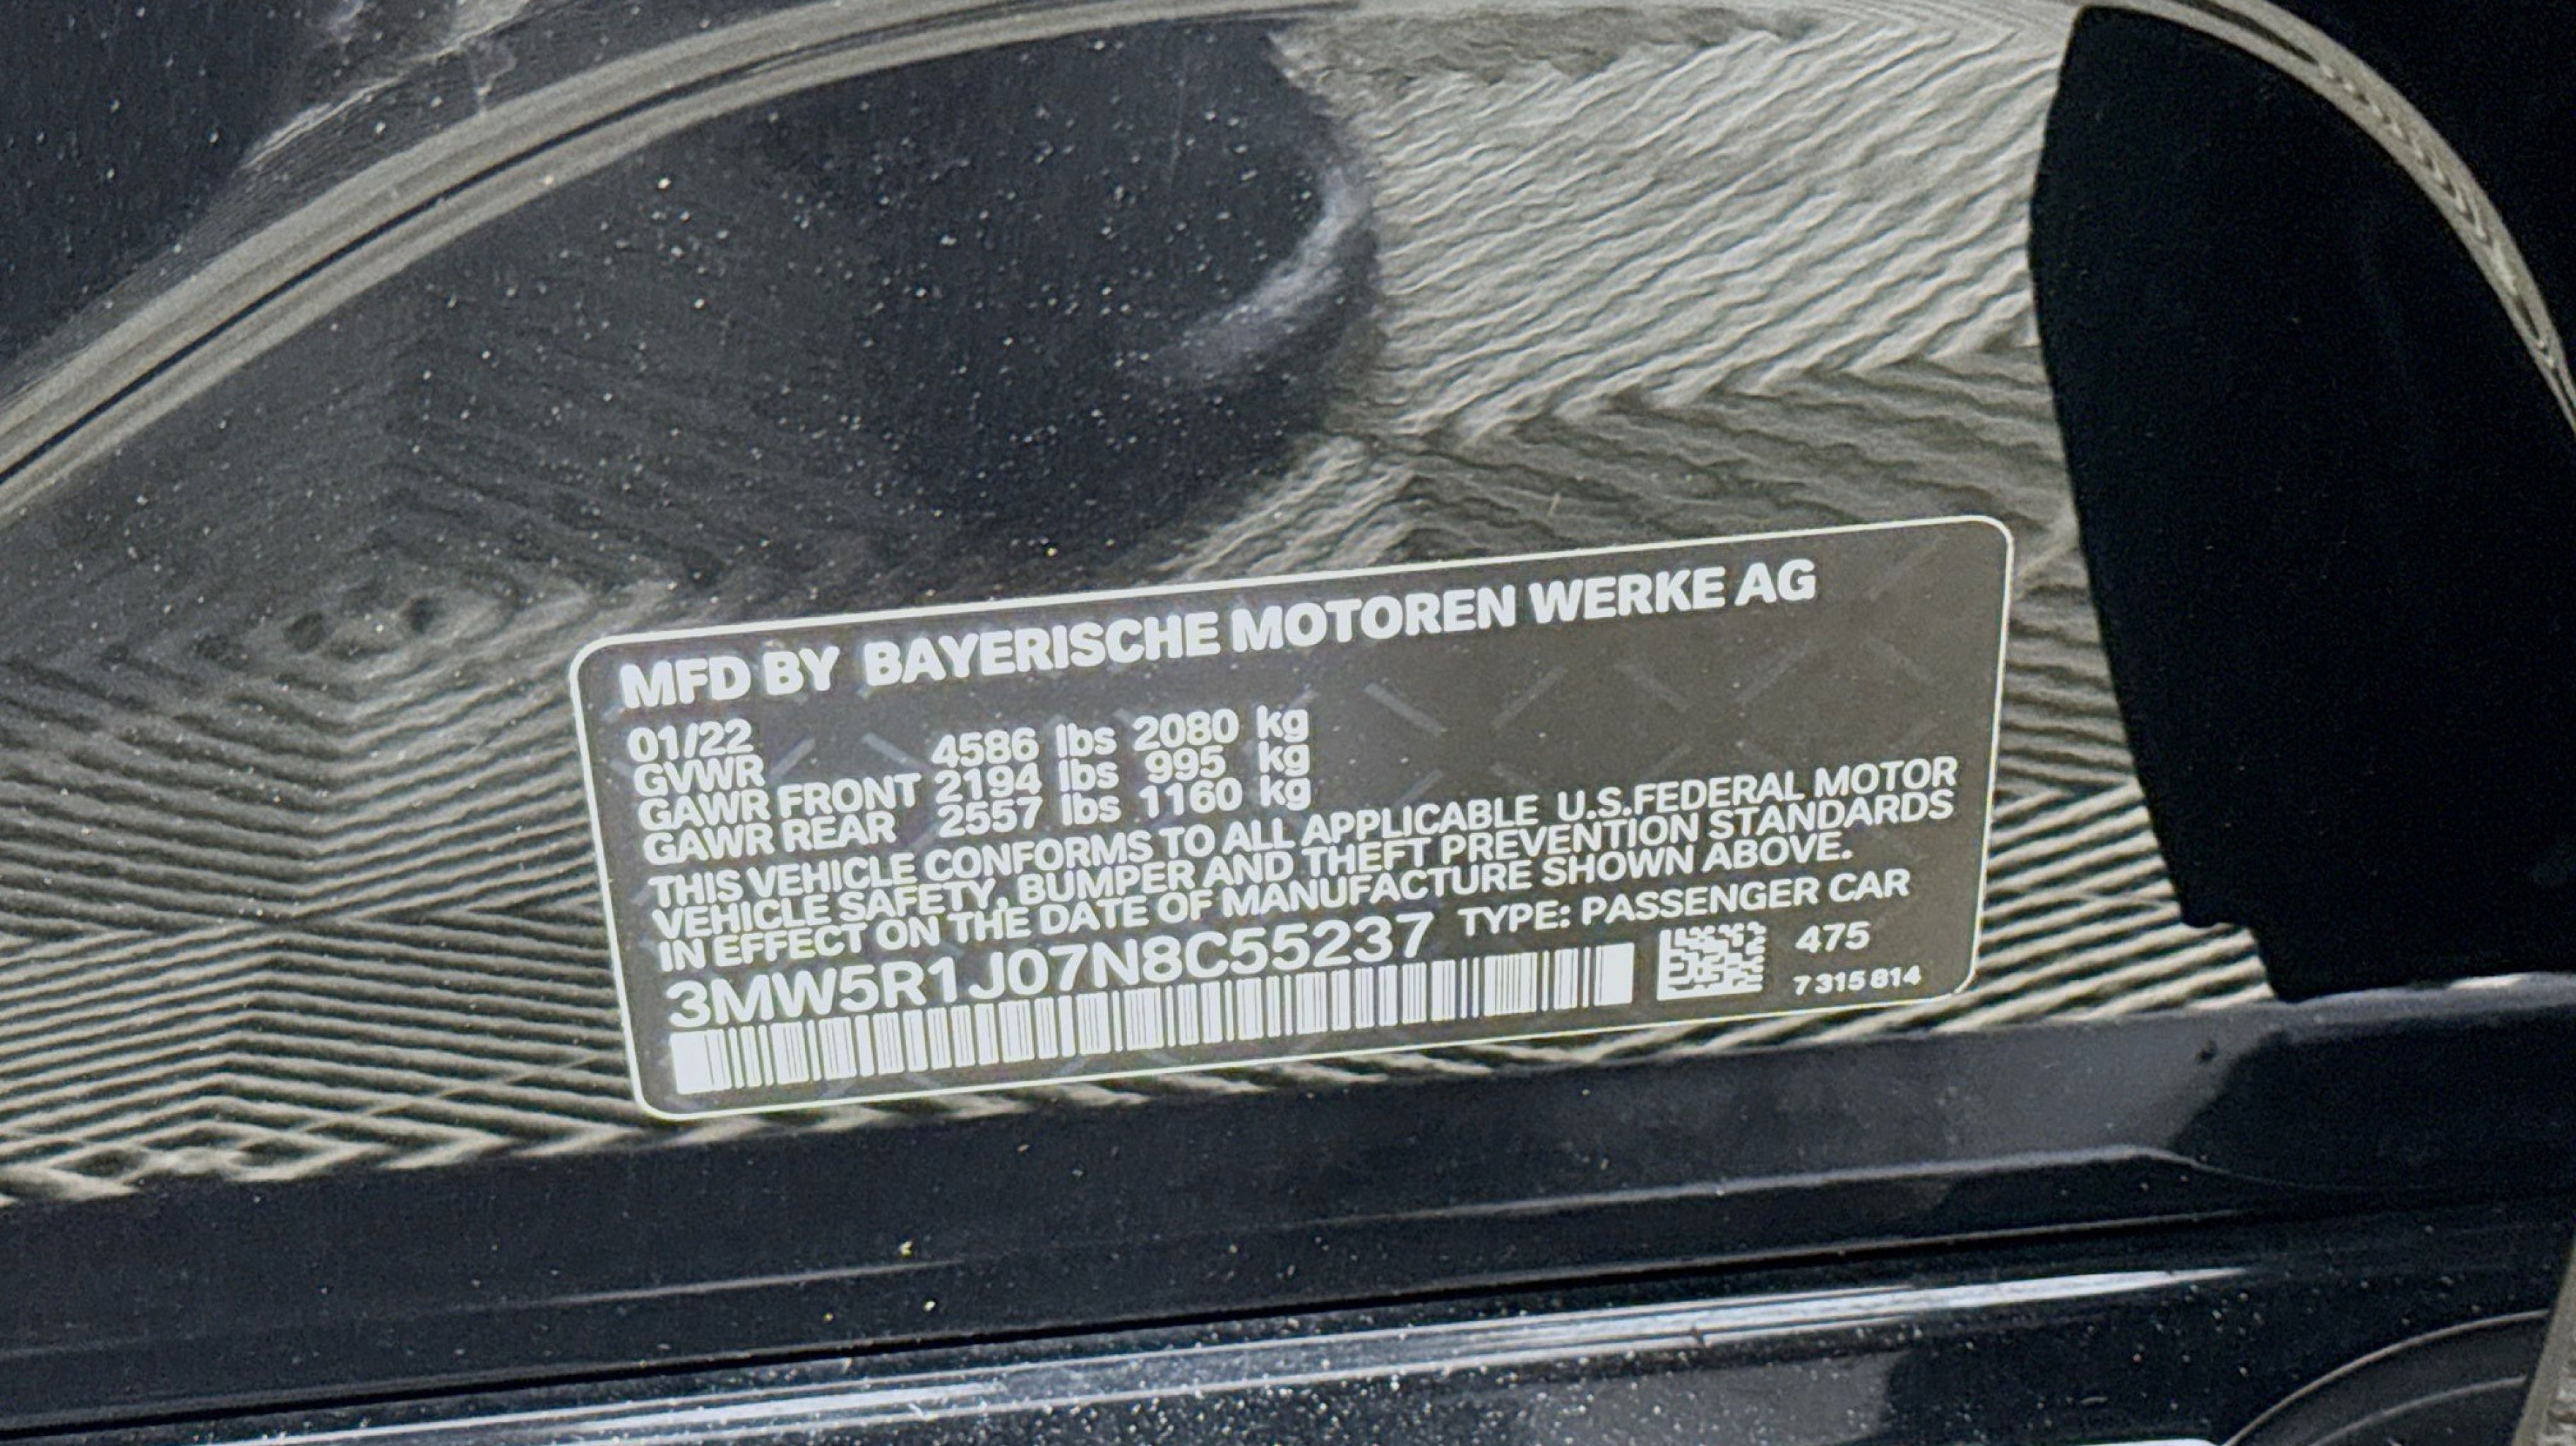 MFD BY BAYERISCHE MOTOREN WERKE AG
01/22
GVWR 4586 lbs 2080 kg
GAWR FRONT 2194 lbs 995 kg
GAWR REAR 2557 lbs 1160 kg
THIS VEHICLE CONFORMS TO ALL APPLICABLE U.S.FEDERAL MOTOR
VEHICLE SAFETY, BUMPER AND THEFT PREVENTION STANDARDS
IN EFFECT ON THE DATE OF MANUFACTURE SHOWN ABOVE.
3MW5R1J07N8C55237 TYPE: PASSENGER CAR
475
7 315 814